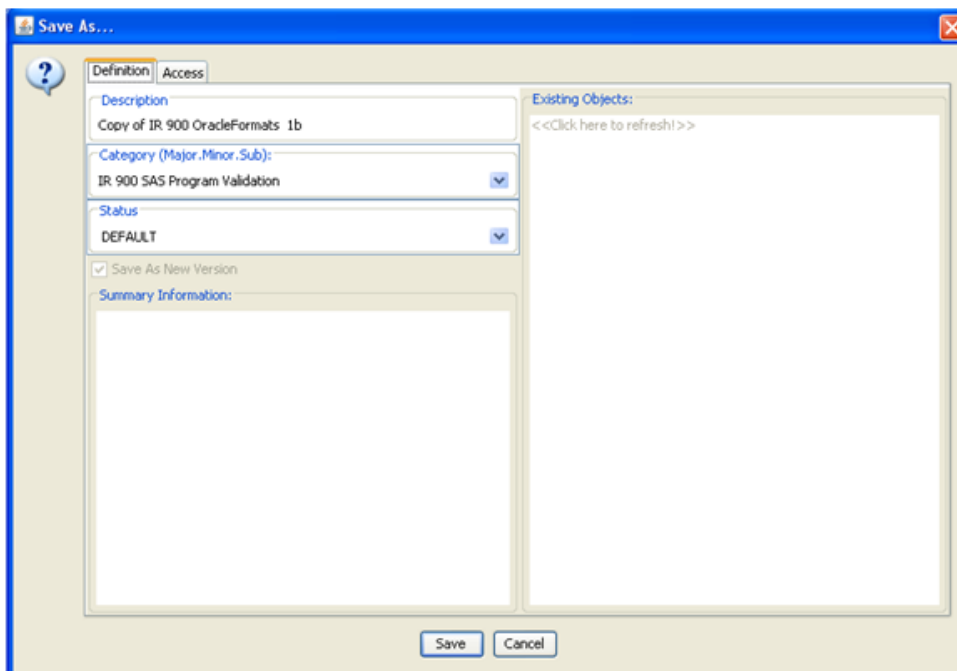 Save As...
Definition Access
Description
Copy of IR 900 OracleFormats 1b
Category (Major.Minor.Sub):
IR 900 SAS Program Validation
Status
DEFAULT
Save As New Version
Summary Information:
Existing Objects:
<<Click here to refresh!>>
Save Cancel